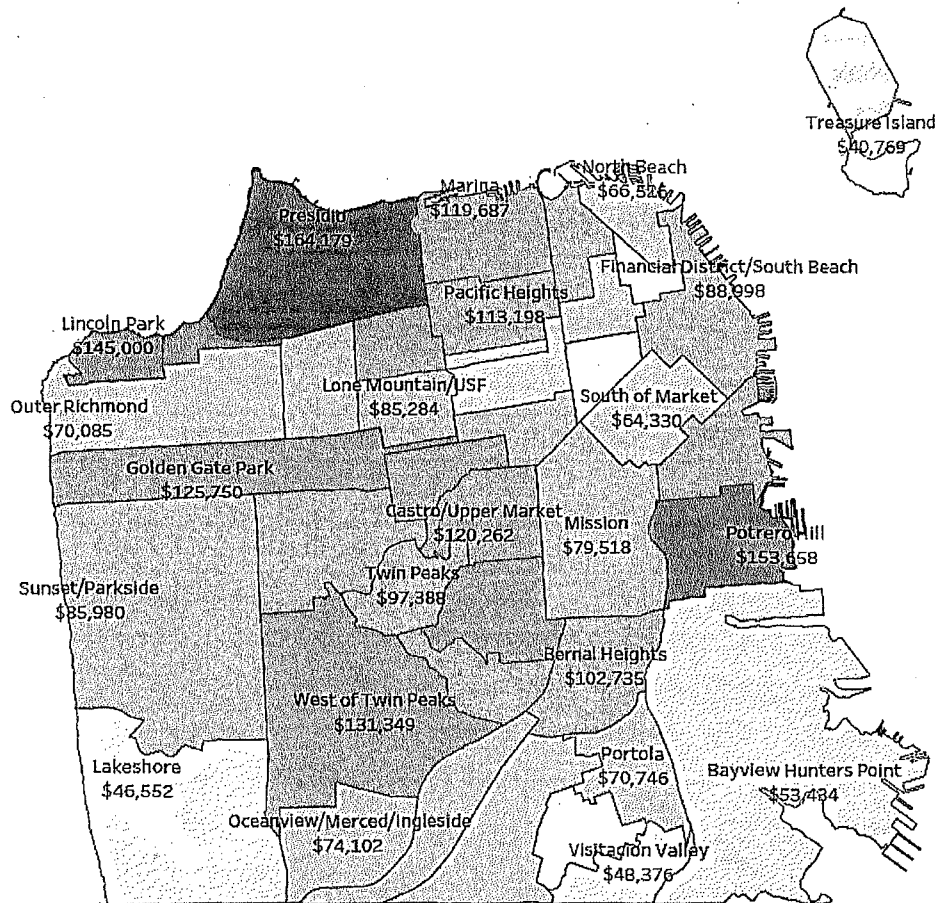 Treasure Island
$40,769
North Beach
$66,526
Marina
$119,687
Presidio
$164,179
Financial District/South Beach
$88,998
Pacific Heights
$113,198
Lincoln Park
$145,000
Lone Mountain/USF
$85,284
South of Market
$64,330
Outer Richmond
$70,085
Golden Gate Park
$125,750
Castro/Upper Market
$120,262
Mission
$79,518
Potrero Hill
$153,658
Twin Peaks
$97,388
Sunset/Parkside
$85,980
Bernal Heights
$102,735
West of Twin Peaks
$131,349
Portola
$70,746
Lakeshore
$46,552
Bayview Hunters Point
$53,434
Oceanview/Merced/Ingleside
$74,102
Visitacion Valley
$48,376